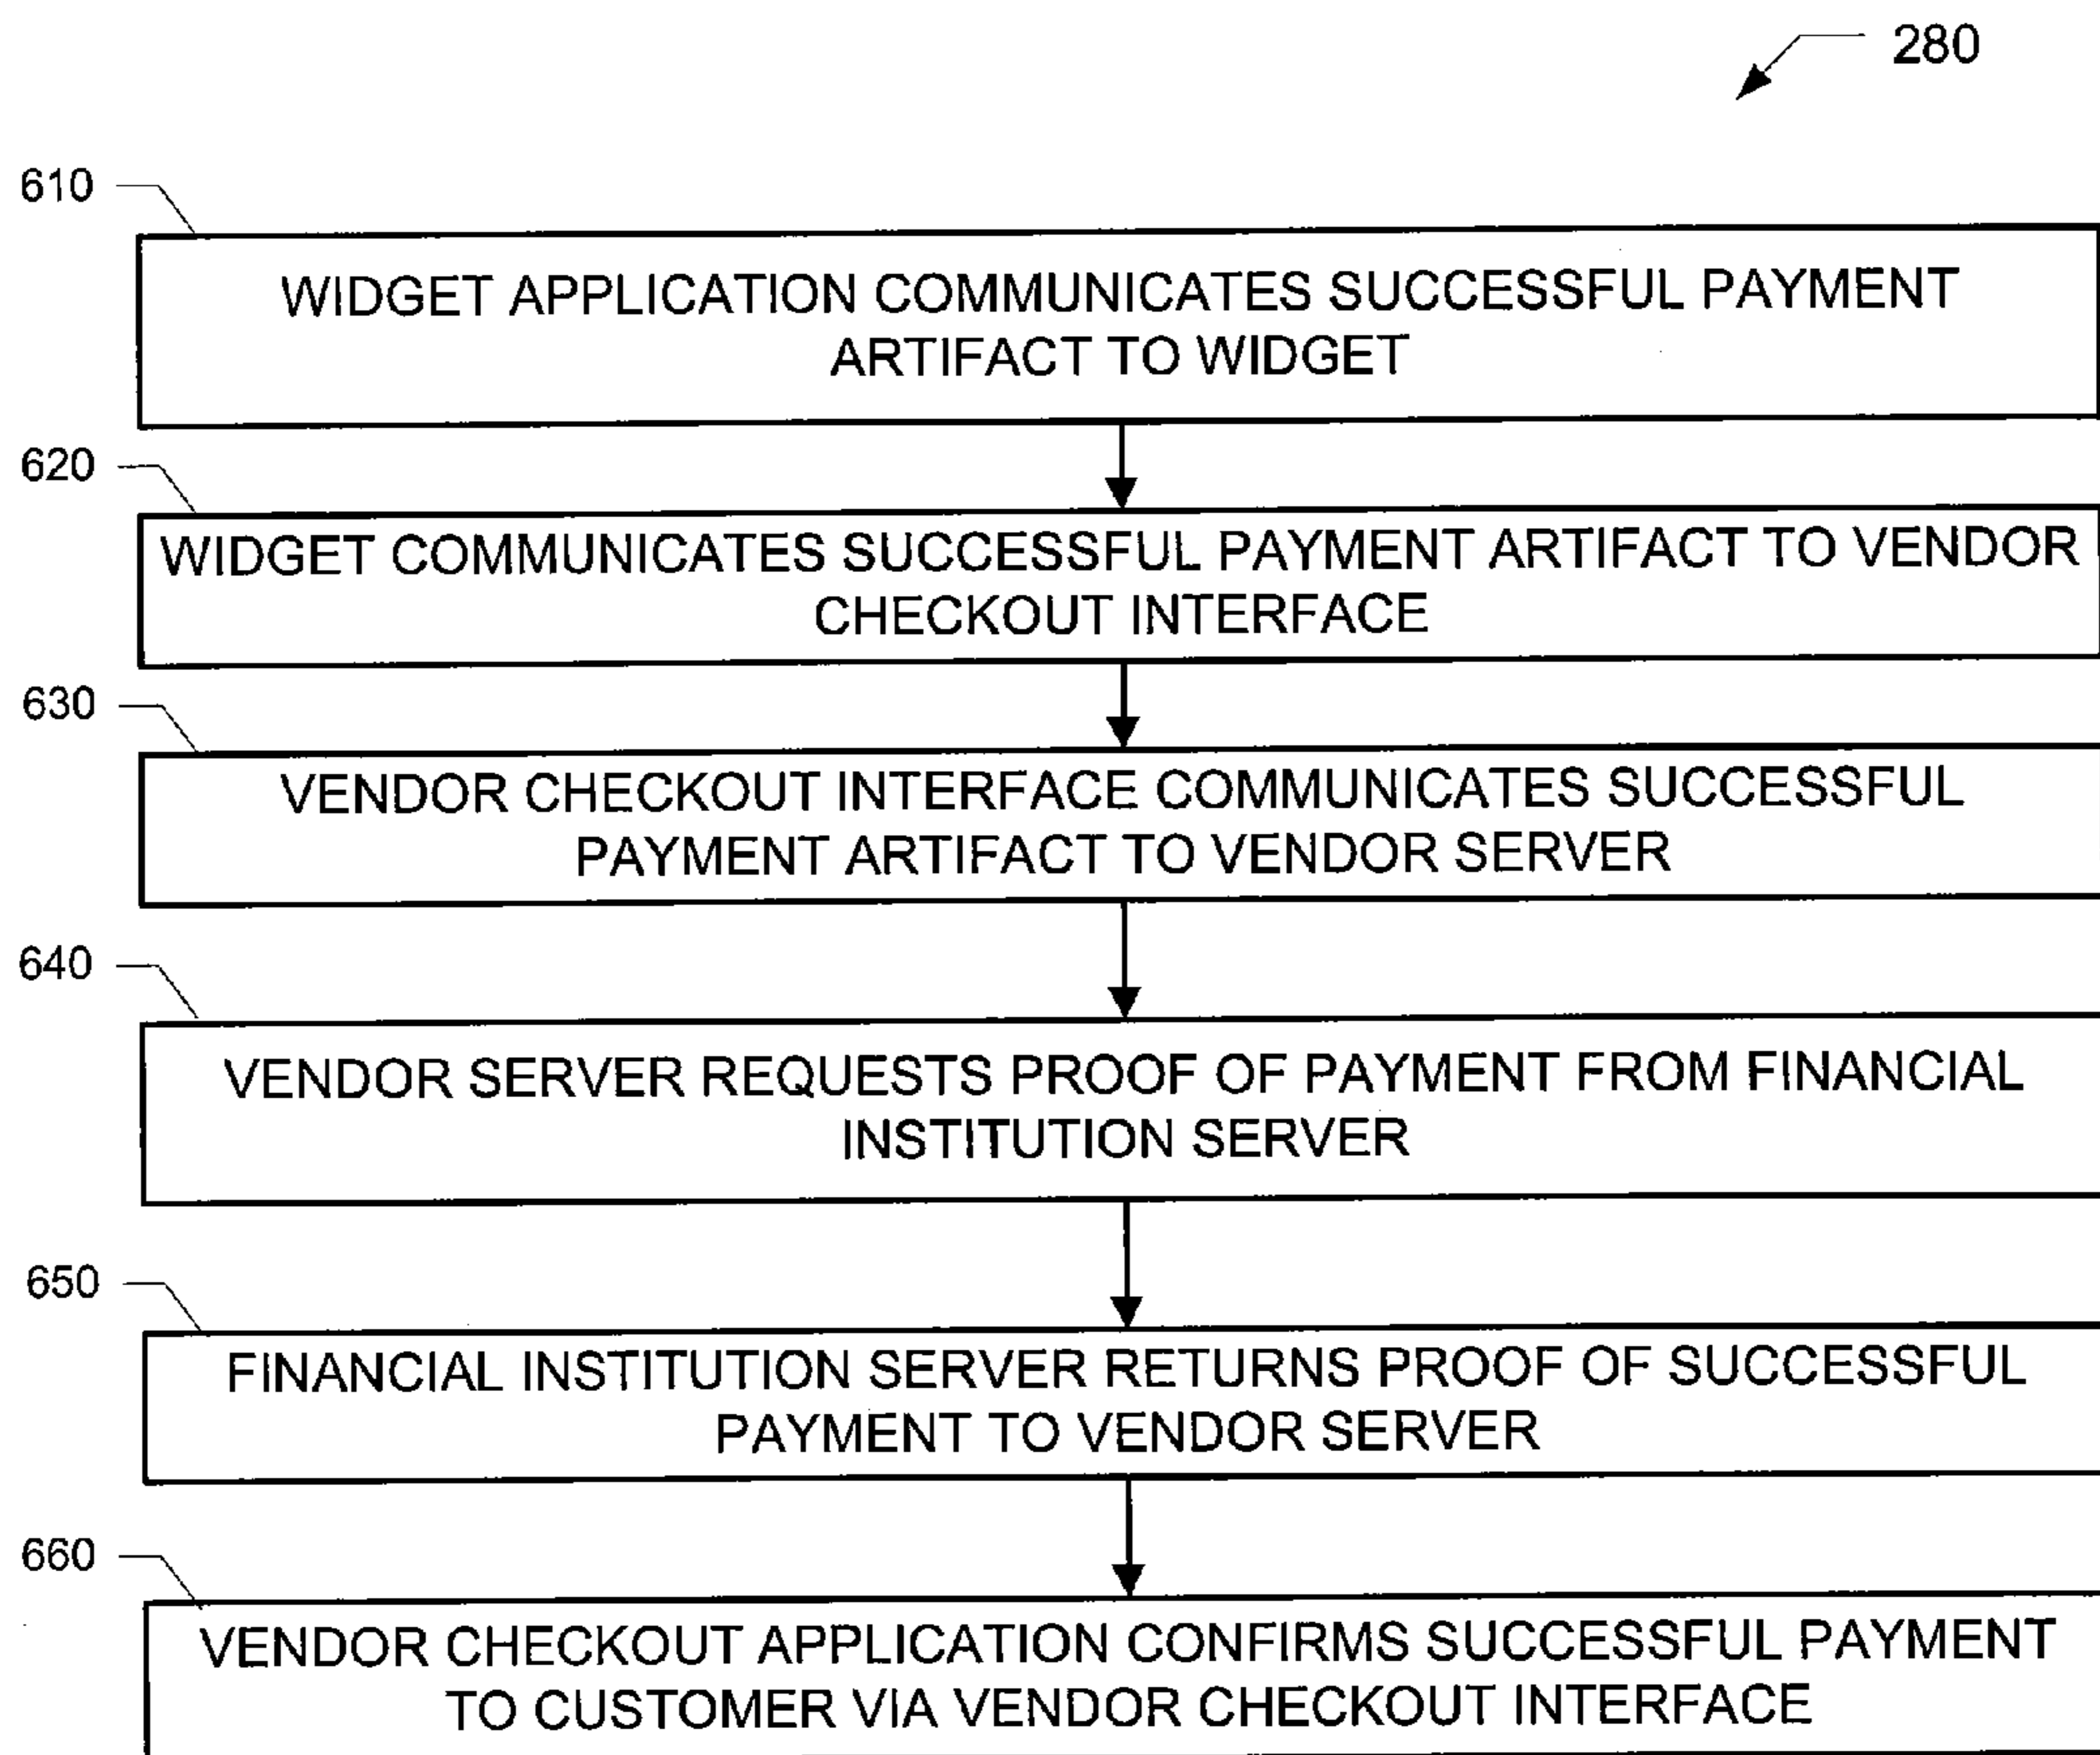 280
610
WIDGET APPLICATION COMMUNICATES SUCCESSFUL PAYMENT
ARTIFACT TO WIDGET
620
WIDGET COMMUNICATES SUCCESSFUL PAYMENT ARTIFACT TO VENDOR
CHECKOUT INTERFACE
630
VENDOR CHECKOUT INTERFACE COMMUNICATES SUCCESSFUL
PAYMENT ARTIFACT TO VENDOR SERVER
640
VENDOR SERVER REQUESTS PROOF OF PAYMENT FROM FINANCIAL
INSTITUTION SERVER
650
FINANCIAL INSTITUTION SERVER RETURNS PROOF OF SUCCESSFUL
PAYMENT TO VENDOR SERVER
660
VENDOR CHECKOUT APPLICATION CONFIRMS SUCCESSFUL PAYMENT
TO CUSTOMER VIA VENDOR CHECKOUT INTERFACE